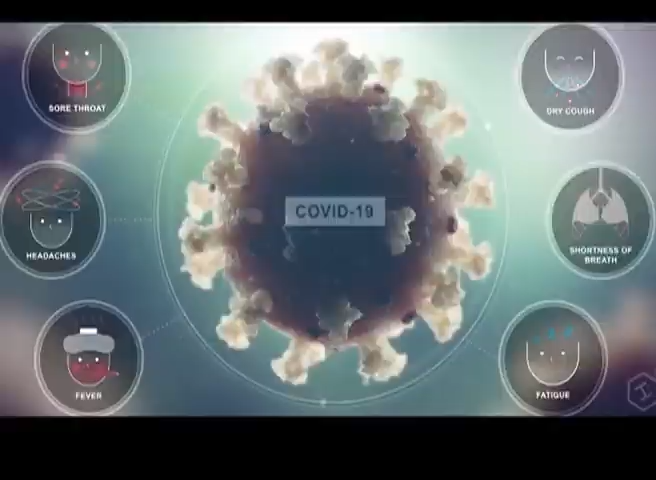 SORE THROAT
DRY COUGH
COVID-19
HEADACHES
SHORTNESS OF
BREATH
FEVER
FATIGUE